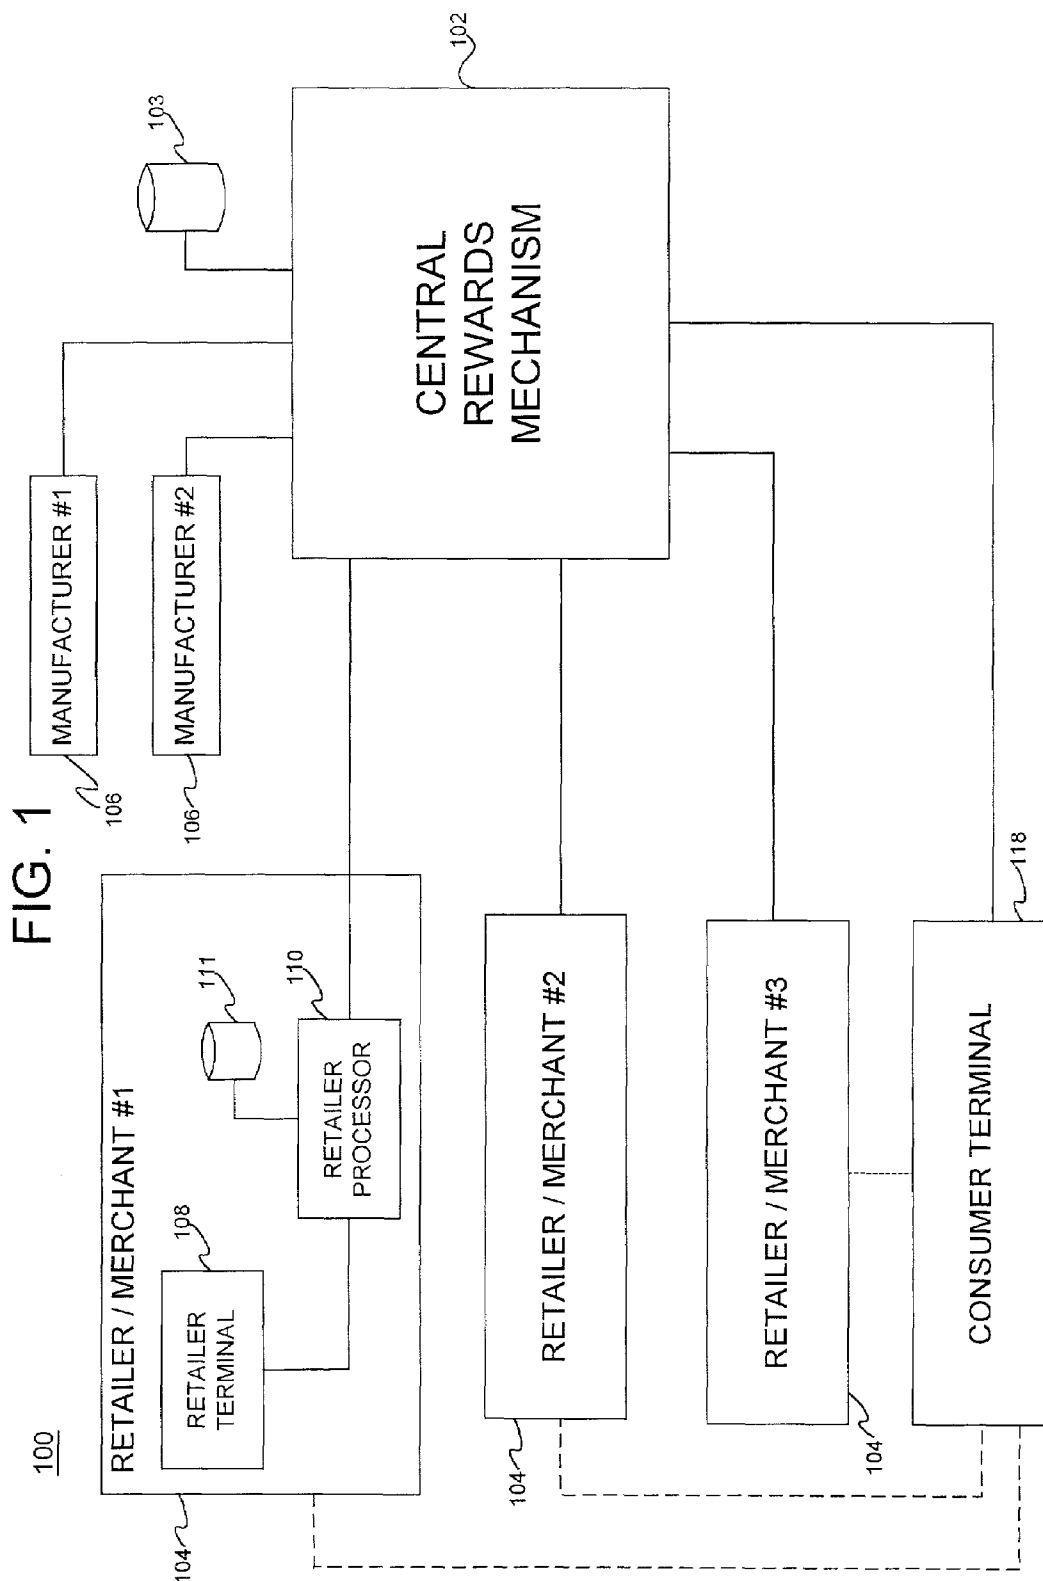 FIG. 1
100
104
RETAILER / MERCHANT #1
108
RETAILER
TERMINAL
111
110
RETAILER
PROCESSOR
106
MANUFACTURER #1
106
MANUFACTURER #2
103
102
CENTRAL
REWARDS
MECHANISM
104
RETAILER / MERCHANT #2
104
RETAILER / MERCHANT #3
118
CONSUMER TERMINAL